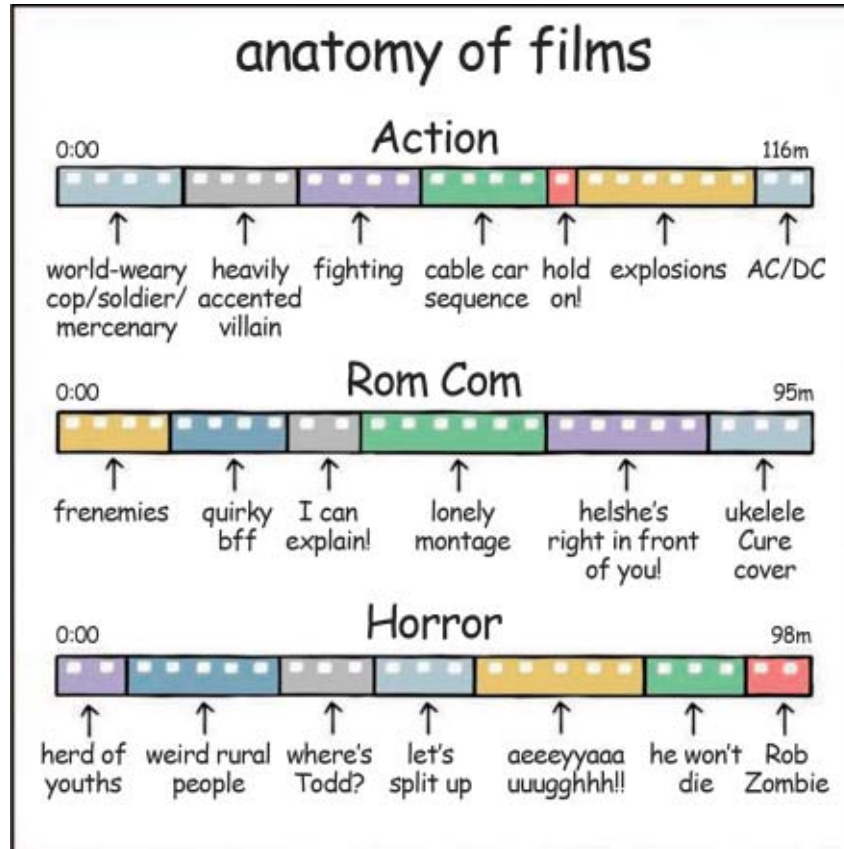 anatomy of films
Action
0:00 116m
world-weary heavily fighting cable car hold explosions AC/DC
cop/soldier/ accented sequence on!
mercenary villain
Rom Com
0:00 95m
frenemies quirky I can lonely helshe's ukelele
bff explain! montage right in front Cure
of you! cover
Horror
0:00 98m
herd of weird rural where's let's aeeeyyaaa he won't Rob
youths people Todd? split up uuugghhh!! die Zombie